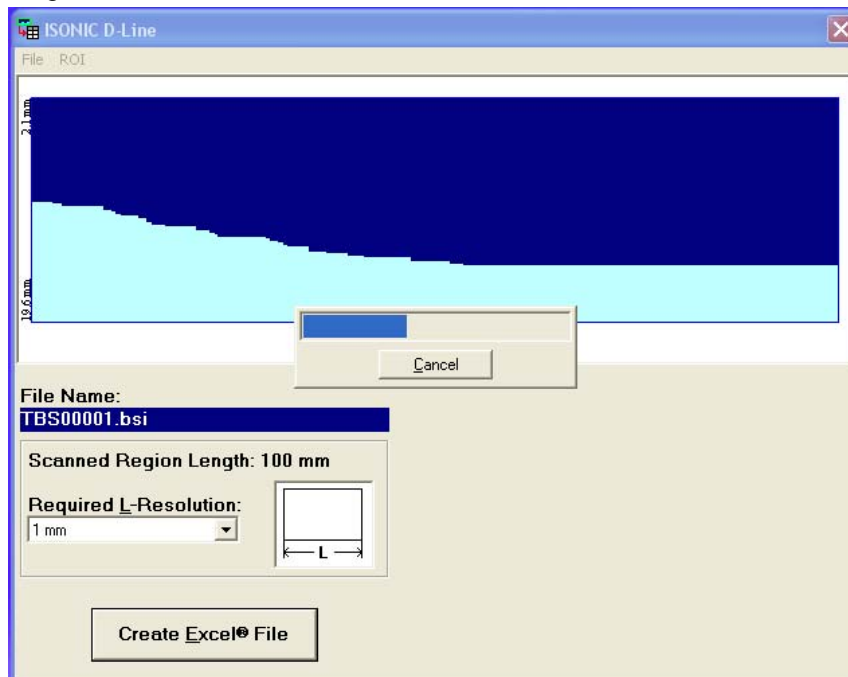 ISONIC D-Line
File ROI
2.1 mm
19.6 mm
Cancel
File Name:
TBS00001.bsi
Scanned Region Length: 100 mm
Required L-Resolution:
1 mm
L
Create Excel® File